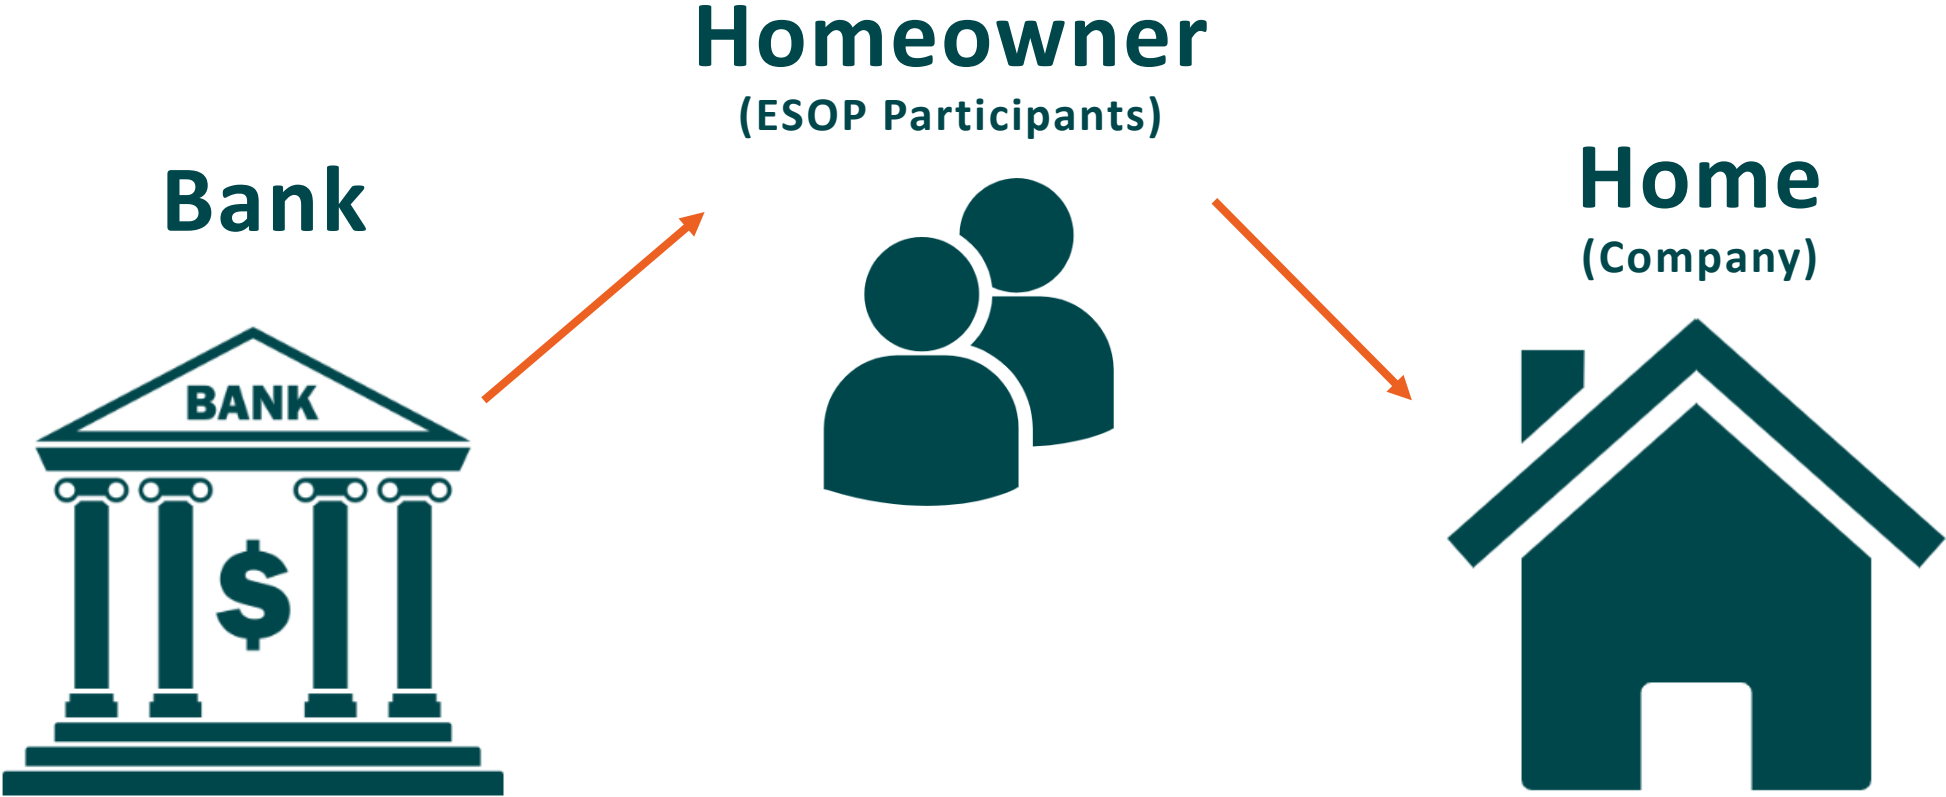 Homeowner
(ESOP Participants)
Bank
Home
(Company)
BANK
$